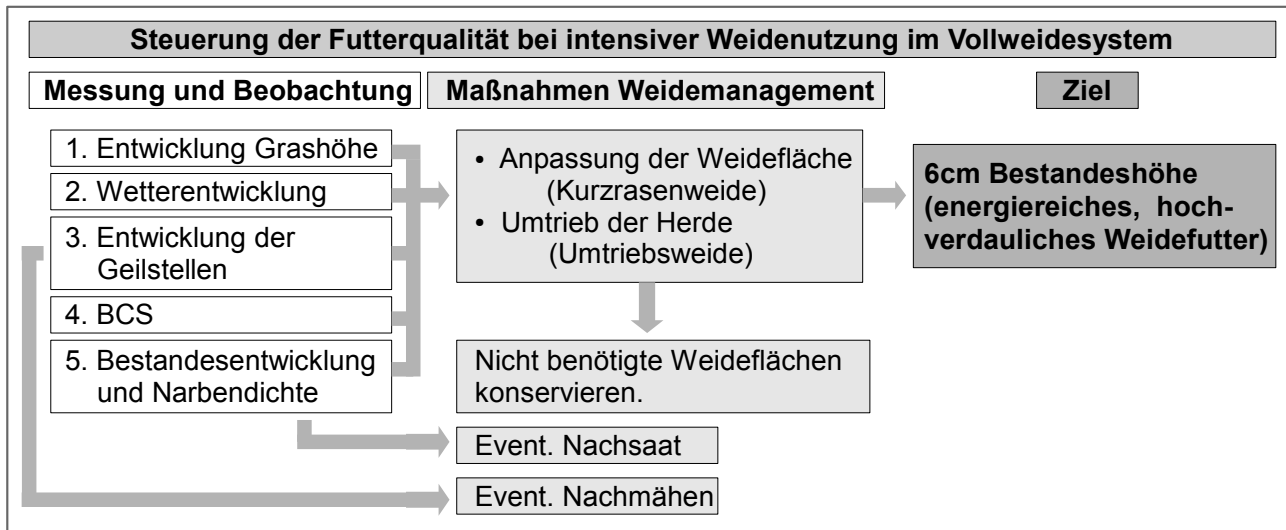 Steuerung der Futterqualität bei intensiver Weidenutzung im Vollweidesystem
Messung und Beobachtung
Maßnahmen Weidemanagement
Ziel
1. Entwicklung Grashöhe
2. Wetterentwicklung
3. Entwicklung der
Geilstellen
4. BCS
5. Bestandesentwicklung
und Narbendichte
• Anpassung der Weidefläche
(Kurzrasenweide)
• Umtrieb der Herde
(Umtriebsweide)
Nicht benötigte Weideflächen
konservieren.
Event. Nachsaat
Event. Nachmähen
6cm Bestandeshöhe
(energiereiches, hoch-
verdauliches Weidefutter)